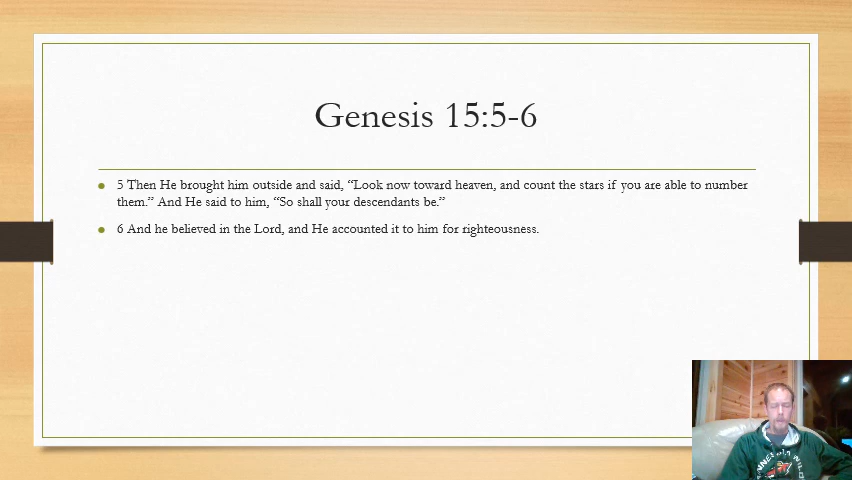 Genesis 15:5-6
5 Then He brought him outside and said, “Look now toward heaven, and count the stars if you are able to number
them.” And He said to him, “So shall your descendants be.”
6 And he believed in the Lord, and He accounted it to him for righteousness.